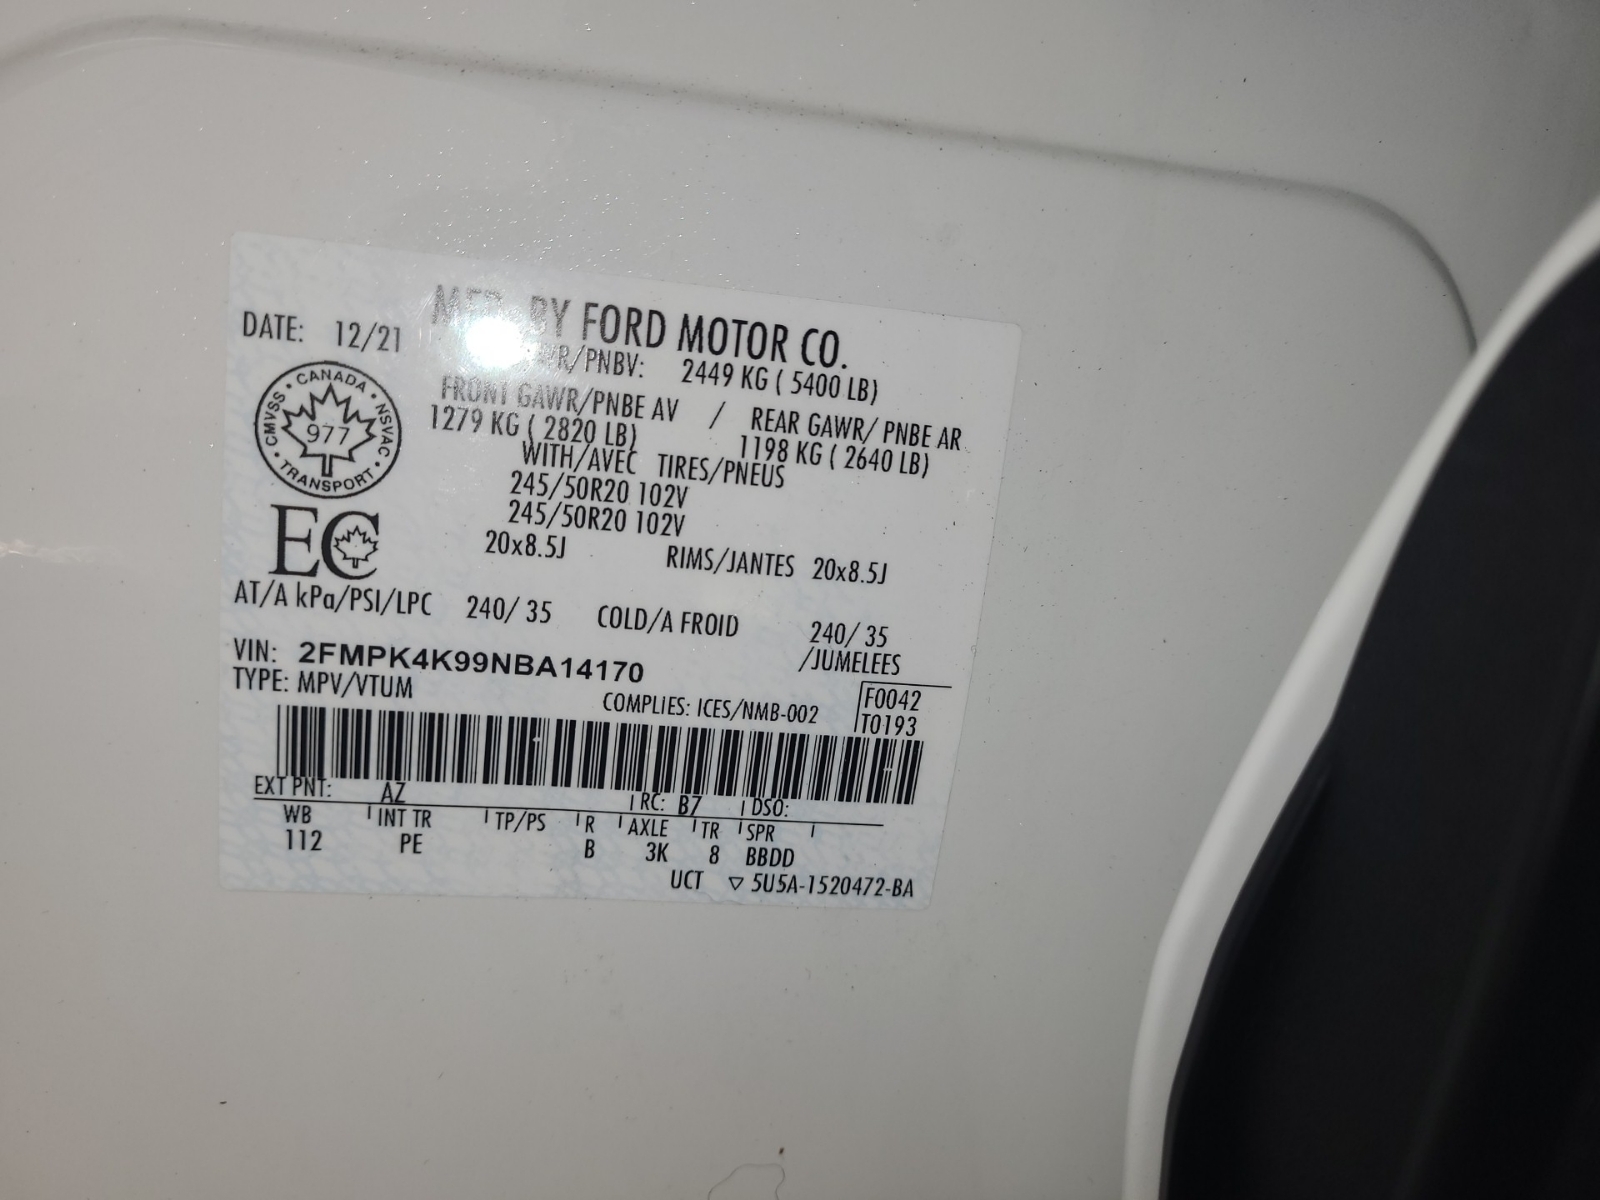 MFD. BY FORD MOTOR CO.
DATE: 12/21
GVWR/PNBV: 2449 KG ( 5400 LB)
FRONT GAWR/PNBE AV / REAR GAWR/ PNBE AR
1279 KG ( 2820 LB) 1198 KG ( 2640 LB)
WITH/AVEC TIRES/PNEUS
245/50R20 102V
245/50R20 102V
20x8.5J RIMS/JANTES 20x8.5J
AT/A kPa/PSI/LPC 240/ 35 COLD/A FROID 240/ 35
/JUMELEES
CANADA • NSVAC • TRANSPORT • CMVSS •
977
EC
VIN: 2FMPK4K99NBA14170
TYPE: MPV/VTUM
COMPLIES: ICES/NMB-002
F0042
T0193
EXT PNT: AZ RC: B7 DSO:
WB INT TR TP/PS R AXLE TR SPR
112 PE B 3K 8 BBDD
UCT ▽ 5U5A-1520472-BA